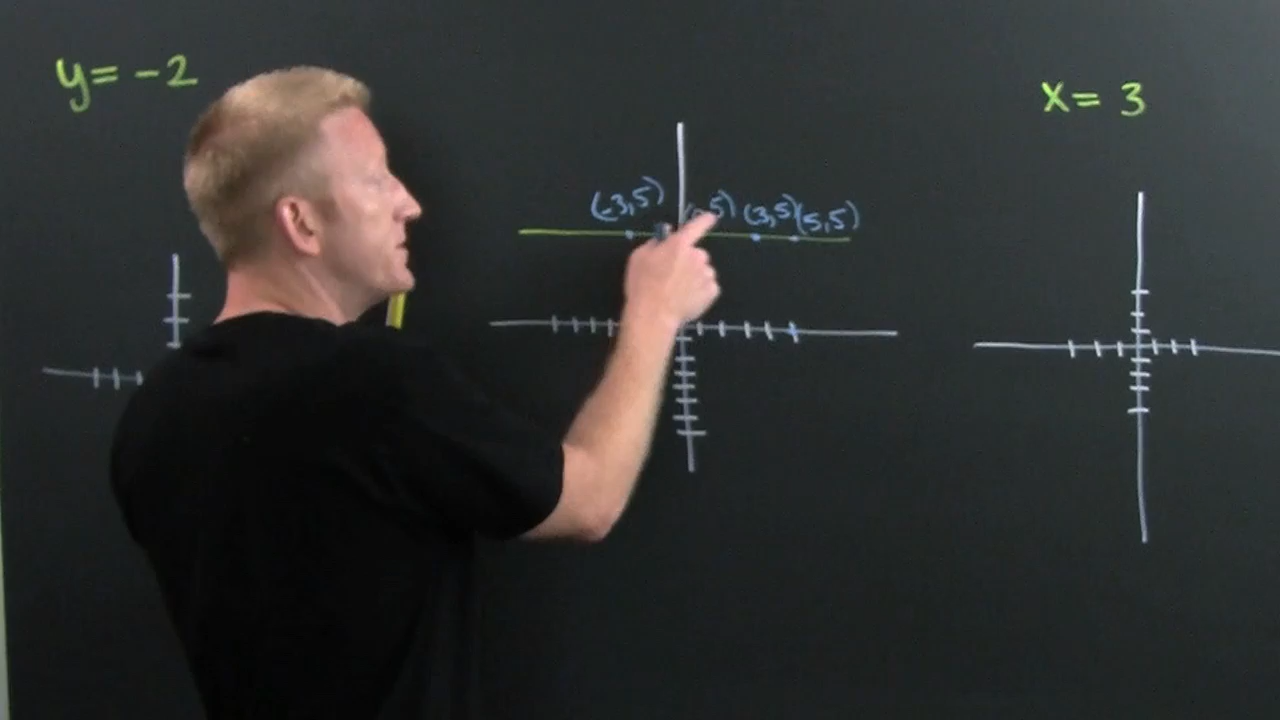 y = -2
x = 3
(-3,5)
(3,5)
(5,5)